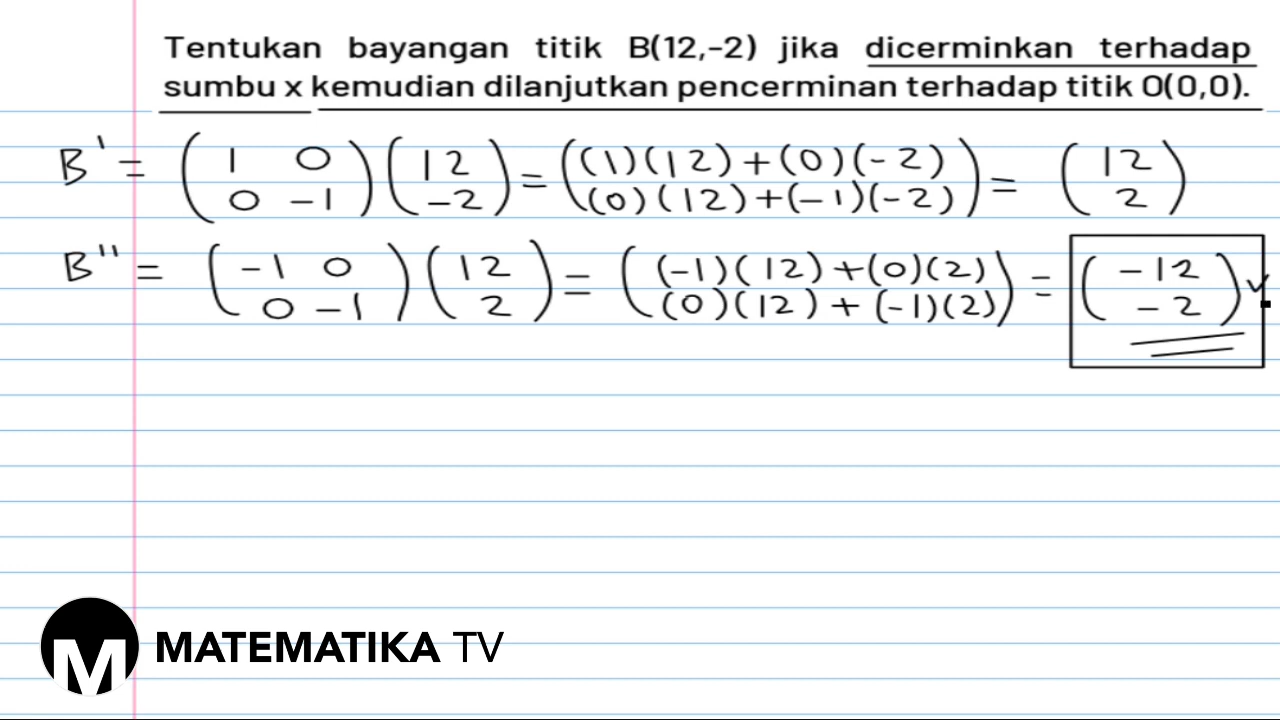 Tentukan bayangan titik B(12,-2) jika dicerminkan terhadap
sumbu x kemudian dilanjutkan pencerminan terhadap titik O(0,0).
B' = (1 0; 0 -1)(12; -2) = ((1)(12)+(0)(-2); (0)(12)+(-1)(-2)) = (12; 2)
B" = (-1 0; 0 -1)(12; 2) = ((-1)(12)+(0)(2); (0)(12)+(-1)(2)) = (-12; -2)
M MATEMATIKA TV